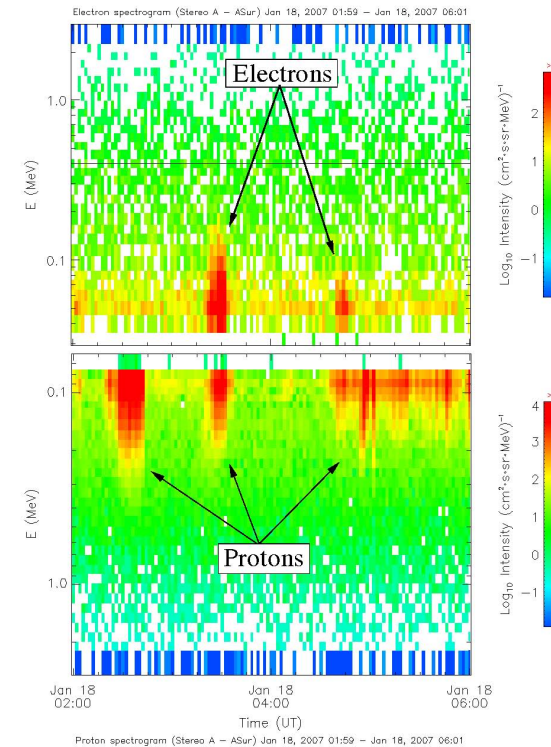 Electron spectrogram (Stereo A – ASur) Jan 18, 2007 01:59 – Jan 18, 2007 06:01
Electrons
1.0
0.1
E (MeV)
>
2
1
0
−1
Log₁₀ Intensity (cm²·s·sr·MeV)⁻¹
0.1
1.0
E (MeV)
Protons
>
4
3
2
1
0
−1
Log₁₀ Intensity (cm²·s·sr·MeV)⁻¹
Jan 18 Jan 18 Jan 18
02:00 04:00 06:00
Time (UT)
Proton spectrogram (Stereo A – ASur) Jan 18, 2007 01:59 – Jan 18, 2007 06:01